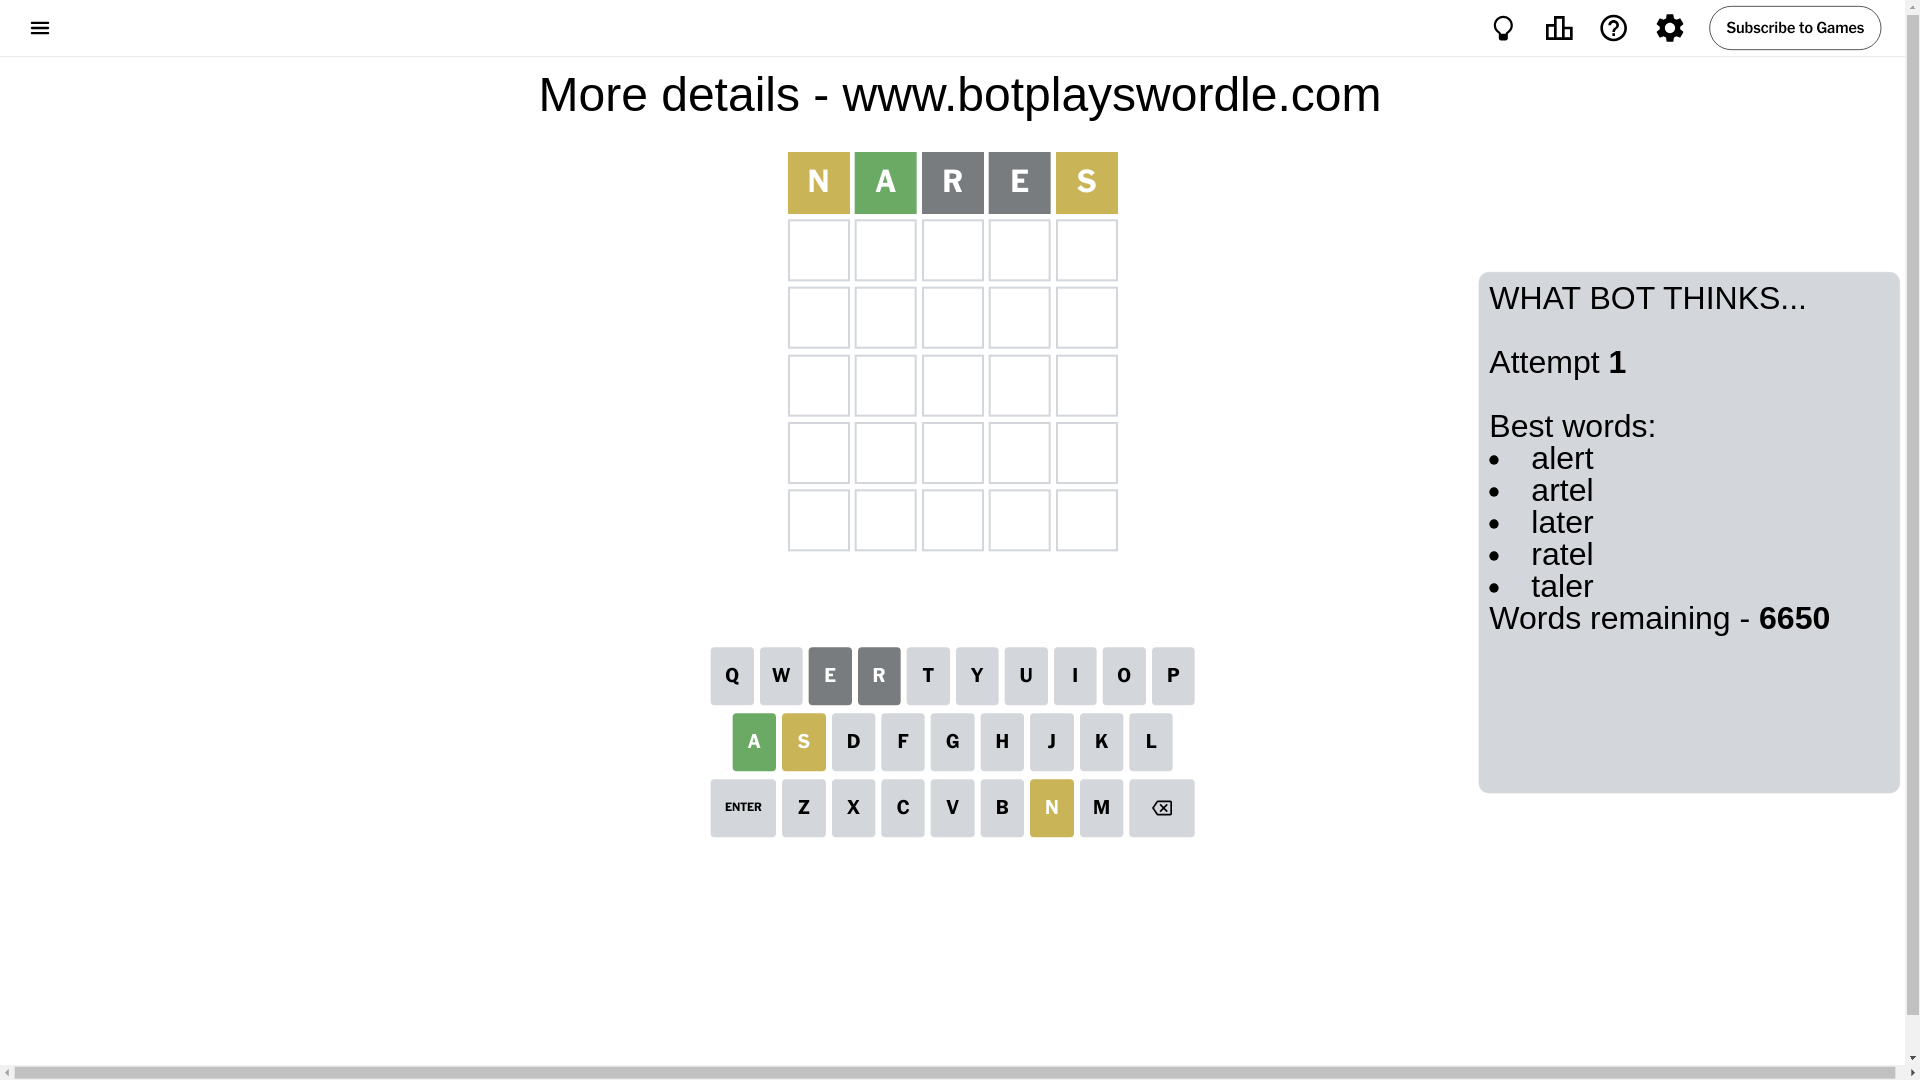 Subscribe to Games
More details - www.botplayswordle.com
N A R E S
WHAT BOT THINKS...
Attempt 1
Best words:
• alert
• artel
• later
• ratel
• taler
Words remaining - 6650
Q W E R T Y U I O P
A S D F G H J K L
ENTER Z X C V B N M